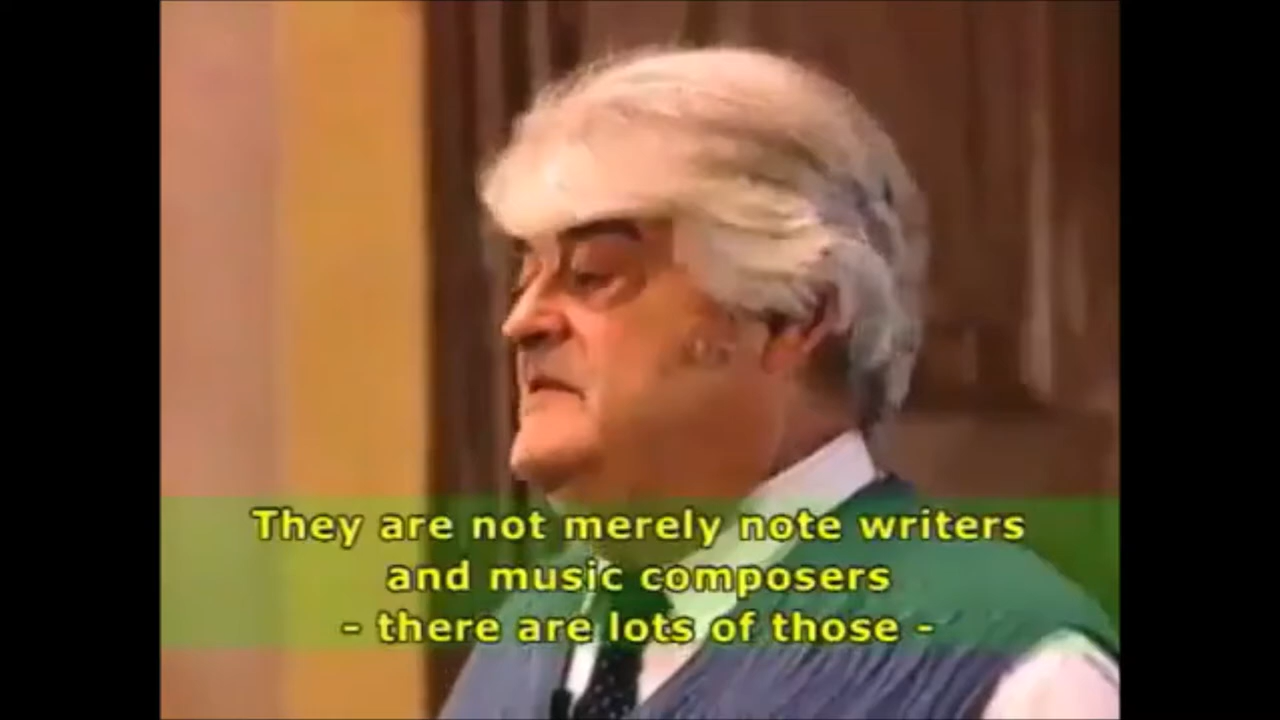 They are not merely note writers
and music composers
- there are lots of those -